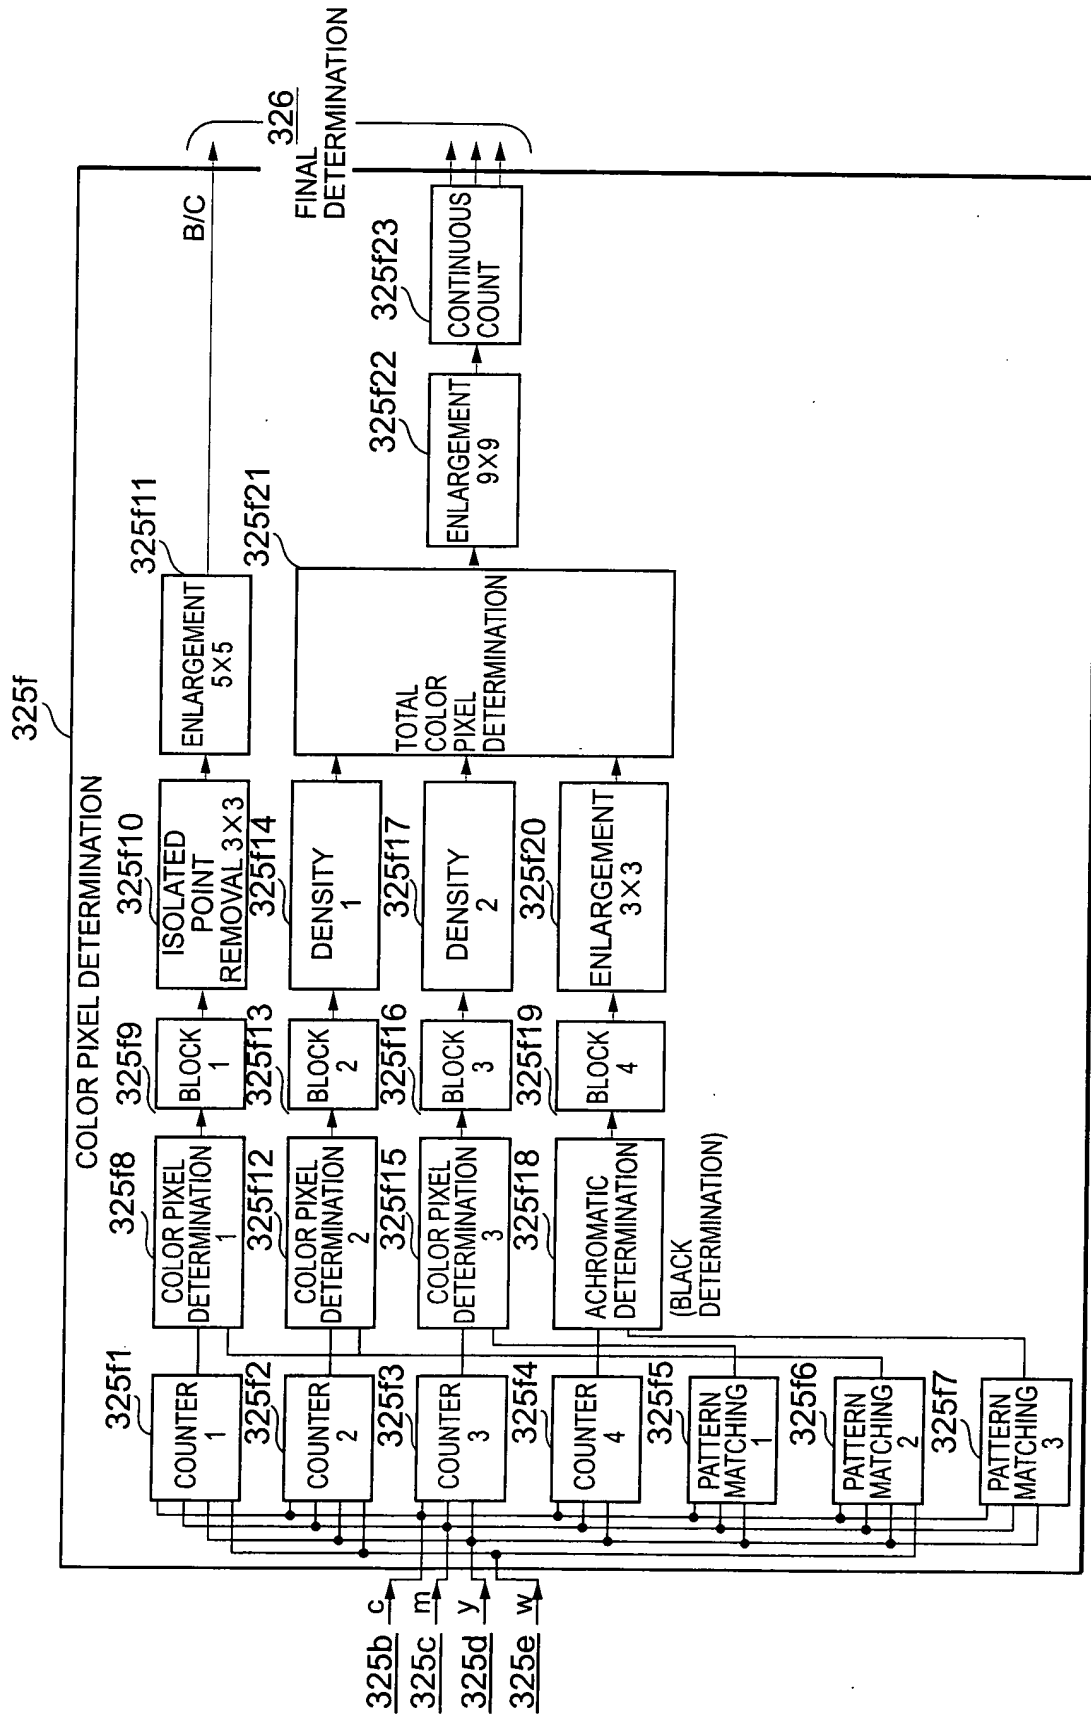 325f
COLOR PIXEL DETERMINATION
325b
c
325c
m
325d
y
325e
w
325f1
COUNTER
1
325f2
COUNTER
2
325f3
COUNTER
3
325f4
COUNTER
4
325f5
PATTERN
MATCHING
1
325f6
PATTERN
MATCHING
2
325f7
PATTERN
MATCHING
3
325f8
COLOR PIXEL
DETERMINATION
1
325f12
COLOR PIXEL
DETERMINATION
2
325f15
COLOR PIXEL
DETERMINATION
3
325f18
ACHROMATIC
DETERMINATION
(BLACK
DETERMINATION)
325f9
BLOCK
1
325f13
BLOCK
2
325f16
BLOCK
3
325f19
BLOCK
4
325f10
ISOLATED
POINT
REMOVAL 3×3
325f14
DENSITY
1
325f17
DENSITY
2
325f20
ENLARGEMENT
3×3
325f11
ENLARGEMENT
5×5
325f21
TOTAL
COLOR
PIXEL
DETERMINATION
325f22
ENLARGEMENT
9×9
325f23
CONTINUOUS
COUNT
B/C
326
FINAL
DETERMINATION